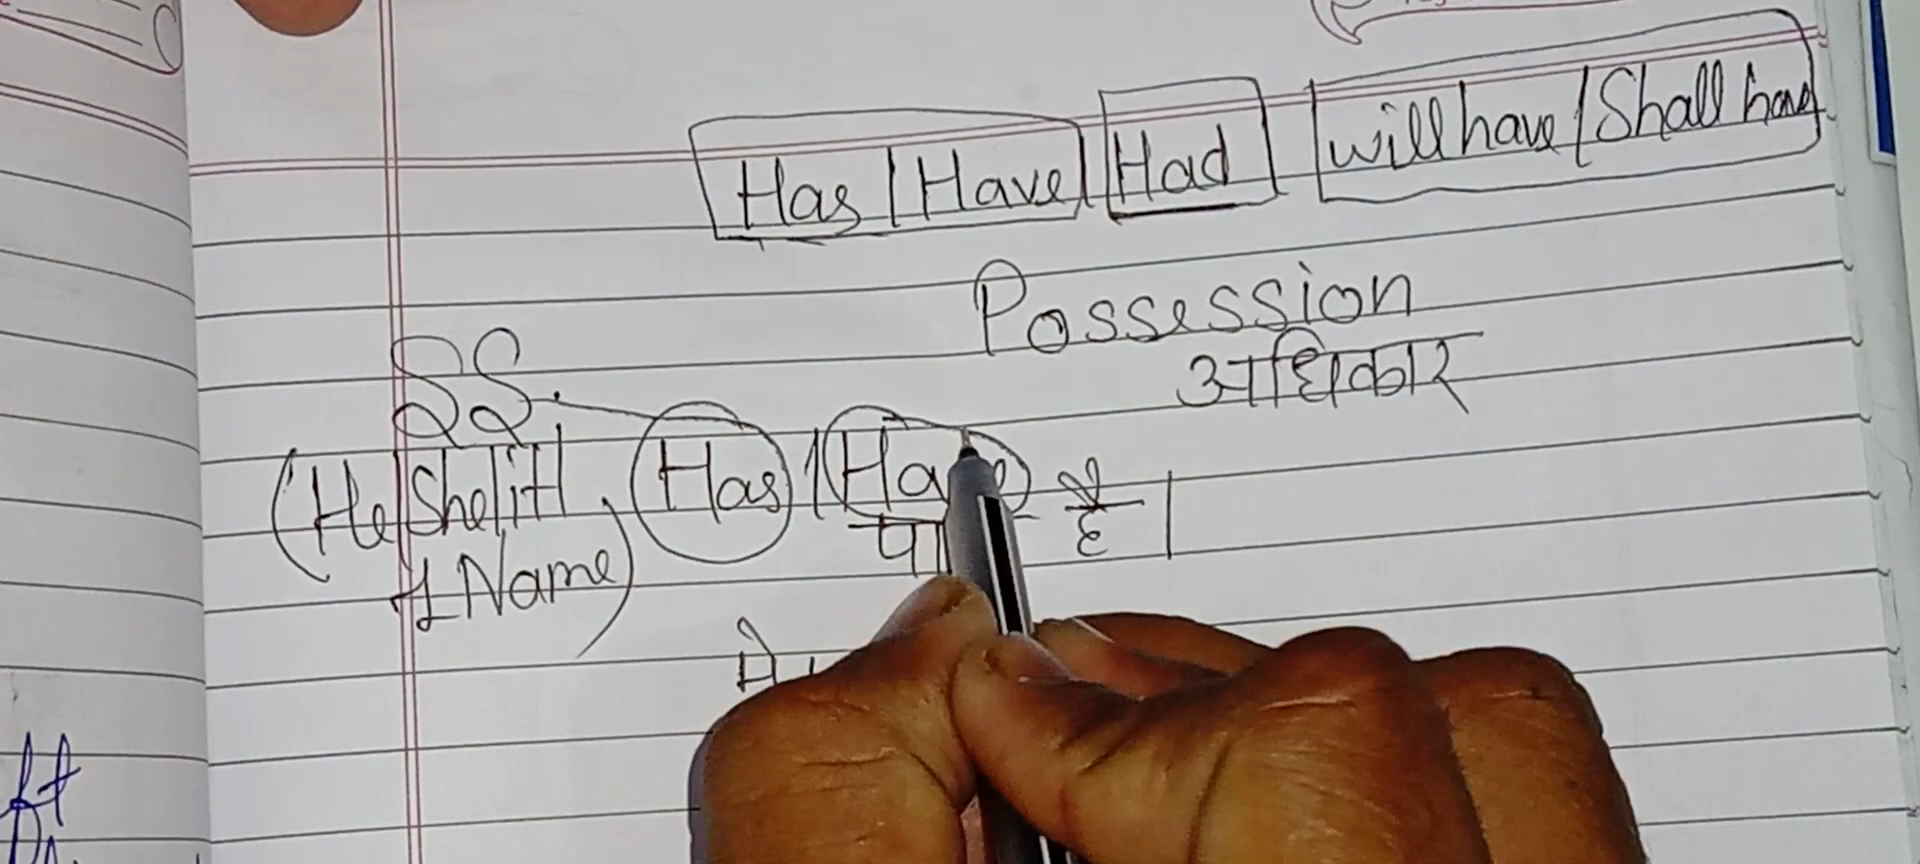 Has / Have / Had will have / Shall have
Possession
अधिकार
S.S.
(He/She/it/ Has / Have है।
1 Name)
मे